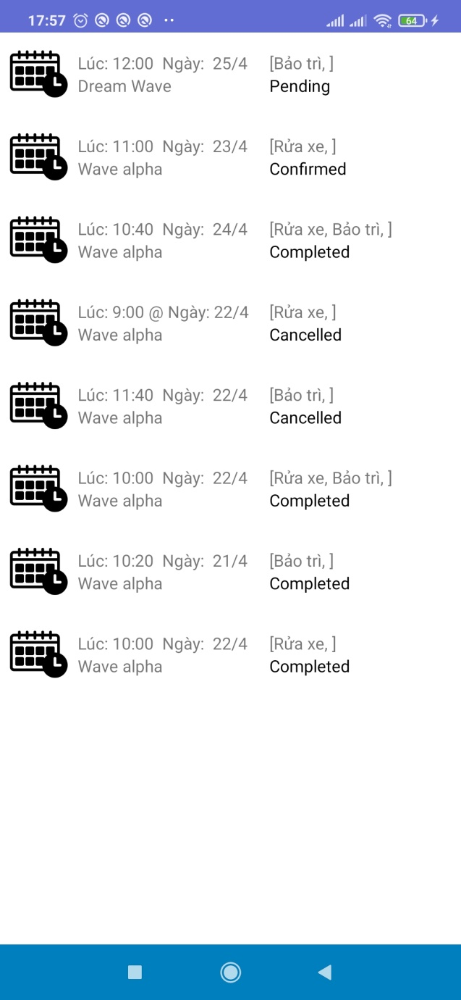 17:57
64
Lúc: 12:00 Ngày: 25/4 [Bảo trì, ]
Dream Wave Pending
Lúc: 11:00 Ngày: 23/4 [Rửa xe, ]
Wave alpha Confirmed
Lúc: 10:40 Ngày: 24/4 [Rửa xe, Bảo trì, ]
Wave alpha Completed
Lúc: 9:00 @ Ngày: 22/4 [Rửa xe, ]
Wave alpha Cancelled
Lúc: 11:40 Ngày: 22/4 [Bảo trì, ]
Wave alpha Cancelled
Lúc: 10:00 Ngày: 22/4 [Rửa xe, Bảo trì, ]
Wave alpha Completed
Lúc: 10:20 Ngày: 21/4 [Bảo trì, ]
Wave alpha Completed
Lúc: 10:00 Ngày: 22/4 [Rửa xe, ]
Wave alpha Completed